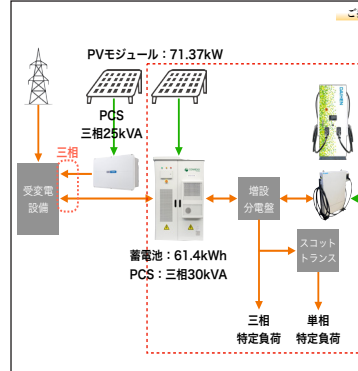 ご
PVモジュール：71.37kW
PCS
三相25kVA
三相
受変電
設備
増設
分電盤
蓄電池：61.4kWh
PCS：三相30kVA
スコット
トランス
三相
特定負荷
単相
特定負荷